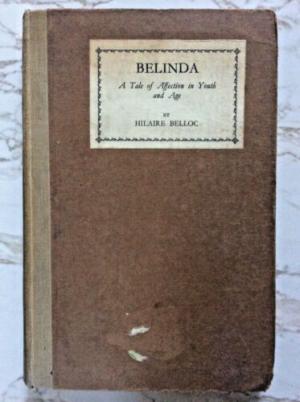 BELINDA
A Tale of Affection in Youth
and Age
BY
HILAIRE BELLOC